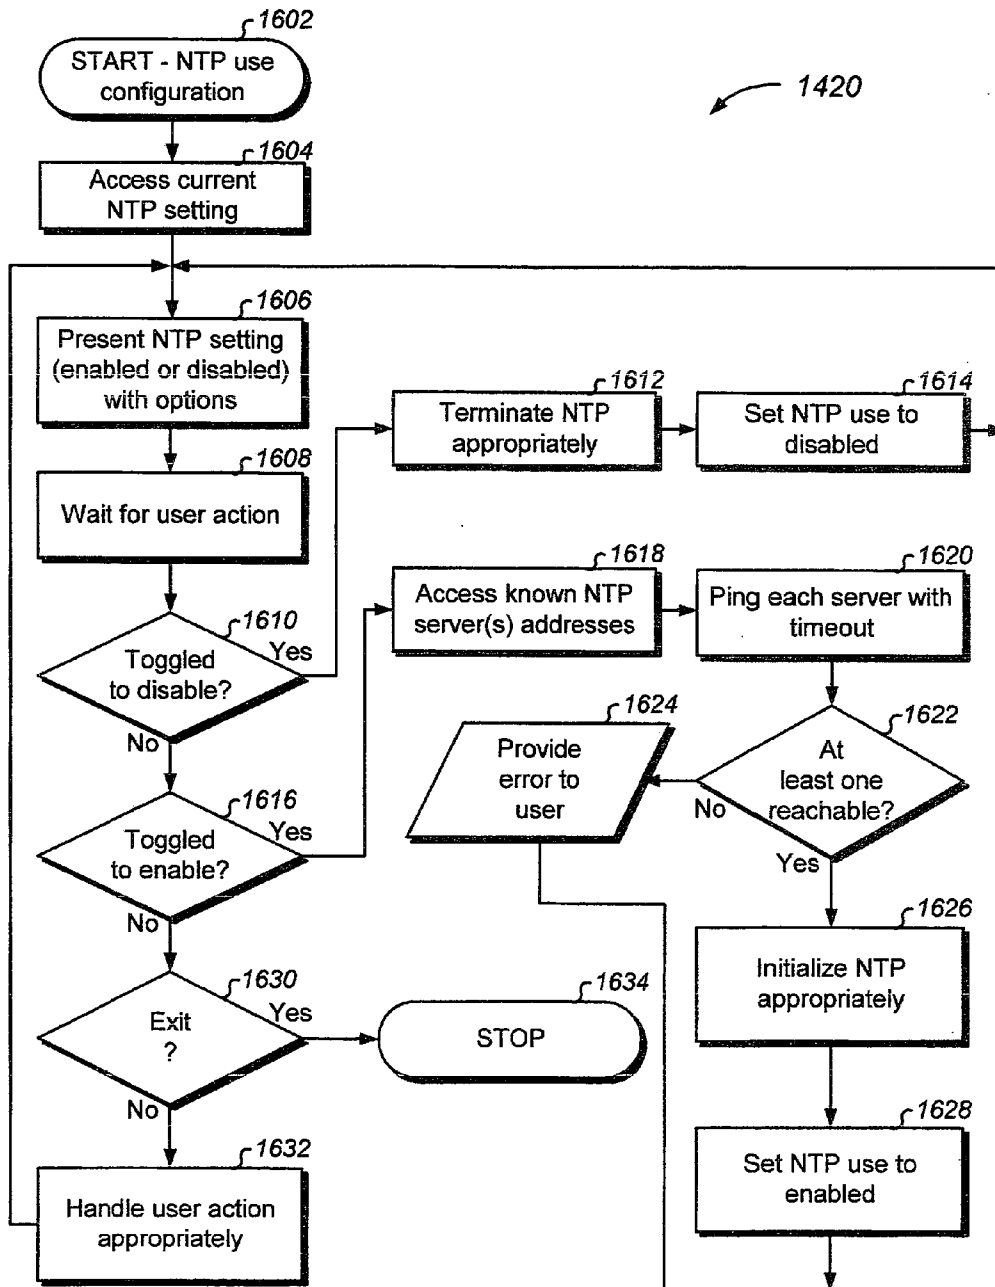 1602
START - NTP use
configuration
1420
1604
Access current
NTP setting
1606
Present NTP setting
(enabled or disabled)
with options
1612
Terminate NTP
appropriately
1614
Set NTP use to
disabled
1608
Wait for user action
1618
Access known NTP
server(s) addresses
1620
Ping each server with
timeout
1610
Toggled
to disable?
Yes
No
1624
Provide
error to
user
1622
At
least one
reachable?
No
Yes
1616
Toggled
to enable?
Yes
No
1626
Initialize NTP
appropriately
1630
Exit
?
Yes
No
1634
STOP
1628
Set NTP use to
enabled
1632
Handle user action
appropriately